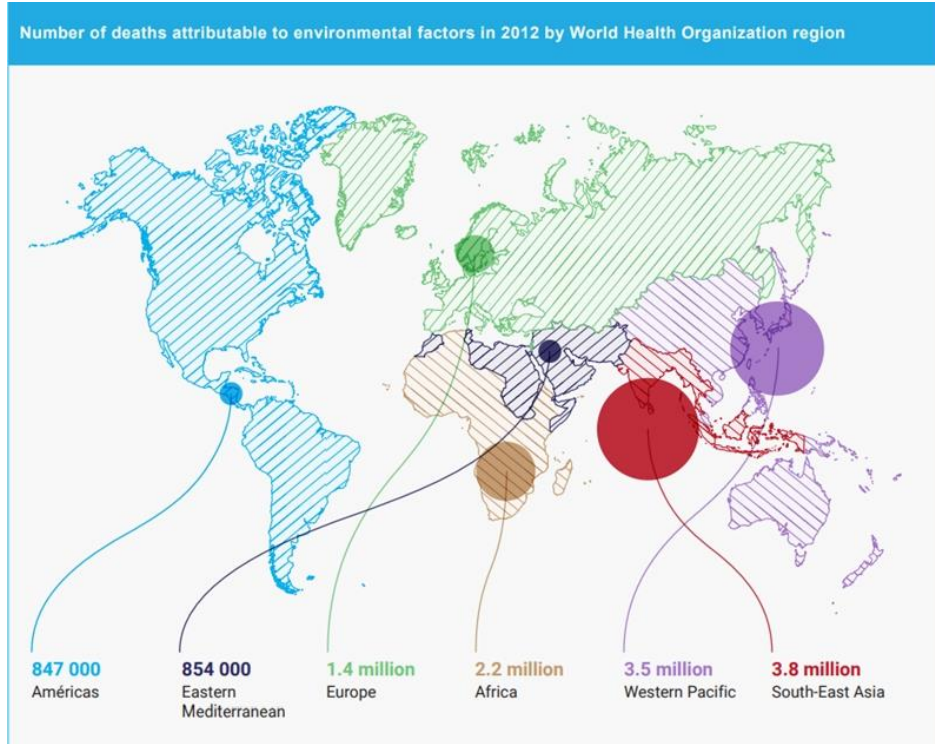 Number of deaths attributable to environmental factors in 2012 by World Health Organization region
847 000
Américas
854 000
Eastern
Mediterranean
1.4 million
Europe
2.2 million
Africa
3.5 million
Western Pacific
3.8 million
South-East Asia